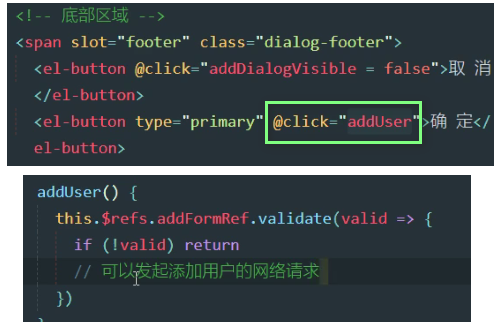 <!-- 底部区域 -->
<span slot="footer" class="dialog-footer">
<el-button @click="addDialogVisible = false">取 消
</el-button>
<el-button type="primary" @click="addUser">确 定</
el-button>
addUser() {
this.$refs.addFormRef.validate(valid => {
if (!valid) return
// 可以发起添加用户的网络请求
})